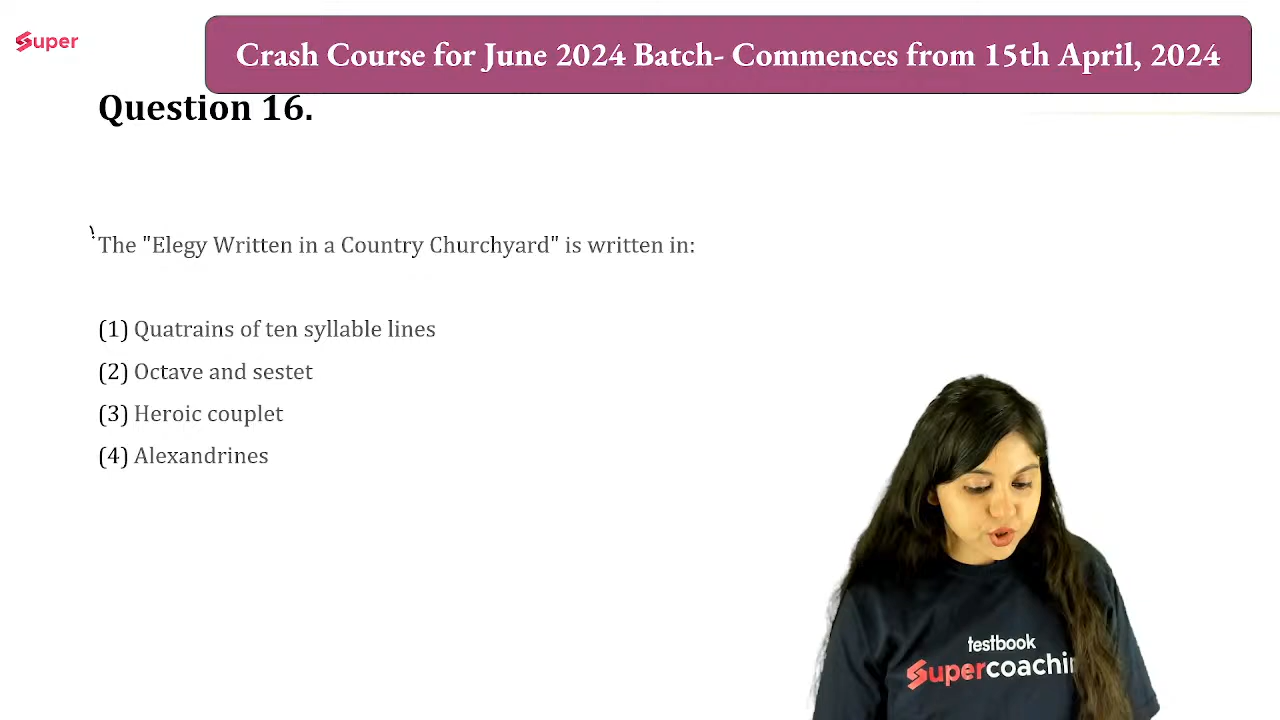 Super
Crash Course for June 2024 Batch- Commences from 15th April, 2024
Question 16.
The "Elegy Written in a Country Churchyard" is written in:
(1) Quatrains of ten syllable lines
(2) Octave and sestet
(3) Heroic couplet
(4) Alexandrines
testbook
Supercoachin